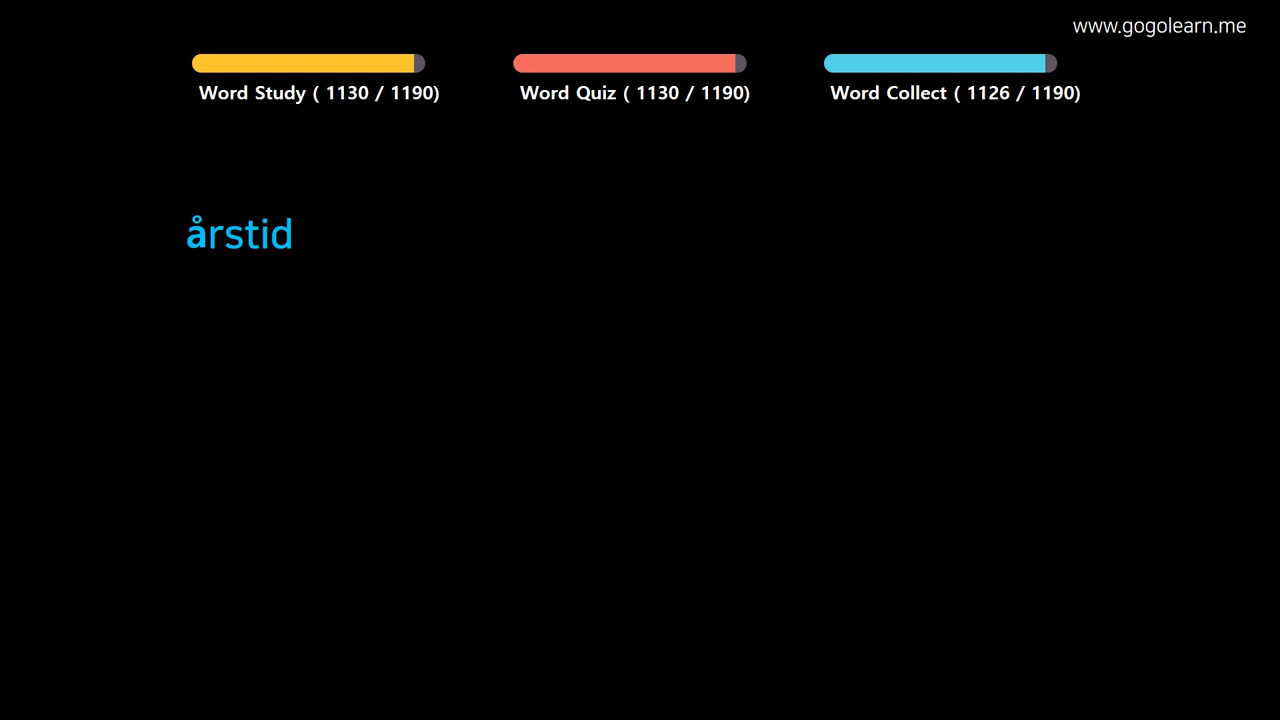 www.gogolearn.me
Word Study ( 1130 / 1190)
Word Quiz ( 1130 / 1190)
Word Collect ( 1126 / 1190)
årstid